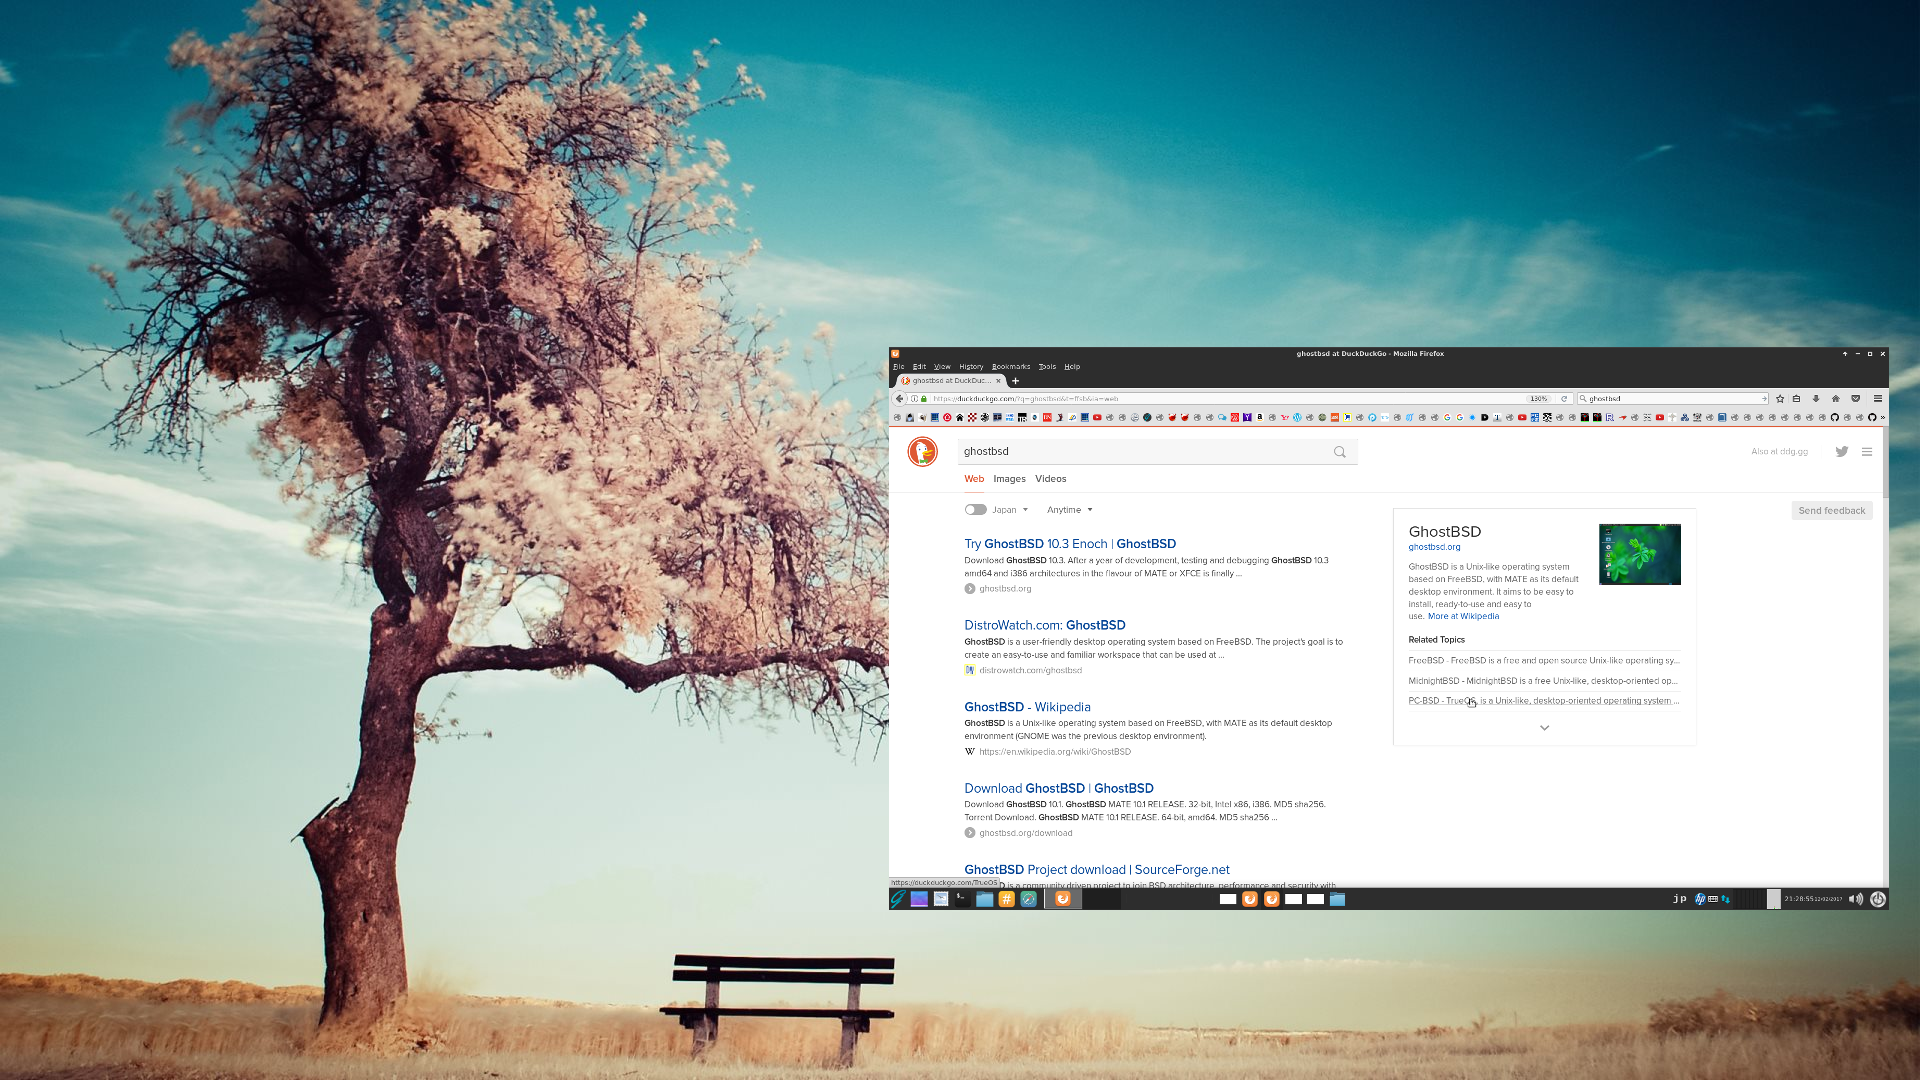 ghostbsd at DuckDuckGo - Mozilla Firefox
File Edit View History Bookmarks Tools Help
ghostbsd at DuckDuc...
https://duckduckgo.com/?q=ghostbsd&t=ffsb&ia=web 130% ghostbsd
ghostbsd
Also at ddg.gg
Web Images Videos
Japan Anytime
Send feedback
Try GhostBSD 10.3 Enoch | GhostBSD
Download GhostBSD 10.3. After a year of development, testing and debugging GhostBSD 10.3
amd64 and i386 architectures in the flavour of MATE or XFCE is finally ...
ghostbsd.org
DistroWatch.com: GhostBSD
GhostBSD is a user-friendly desktop operating system based on FreeBSD. The project's goal is to
create an easy-to-use and familiar workspace that can be used at ...
distrowatch.com/ghostbsd
GhostBSD - Wikipedia
GhostBSD is a Unix-like operating system based on FreeBSD, with MATE as its default desktop
environment (GNOME was the previous desktop environment).
W https://en.wikipedia.org/wiki/GhostBSD
Download GhostBSD | GhostBSD
Download GhostBSD 10.1. GhostBSD MATE 10.1 RELEASE. 32-bit, Intel x86, i386. MD5 sha256.
Torrent Download. GhostBSD MATE 10.1 RELEASE. 64-bit, amd64. MD5 sha256 ...
ghostbsd.org/download
GhostBSD Project download | SourceForge.net
is a community driven project to join BSD architecture, performance and security with
GhostBSD
ghostbsd.org
GhostBSD is a Unix-like operating system
based on FreeBSD, with MATE as its default
desktop environment. It aims to be easy to
install, ready-to-use and easy to
use. More at Wikipedia
Related Topics
FreeBSD - FreeBSD is a free and open source Unix-like operating sy...
MidnightBSD - MidnightBSD is a free Unix-like, desktop-oriented op...
PC-BSD - TrueOS, is a Unix-like, desktop-oriented operating system ...
https://duckduckgo.com/TrueOS
jp hp 21:28:55 12/02/2017